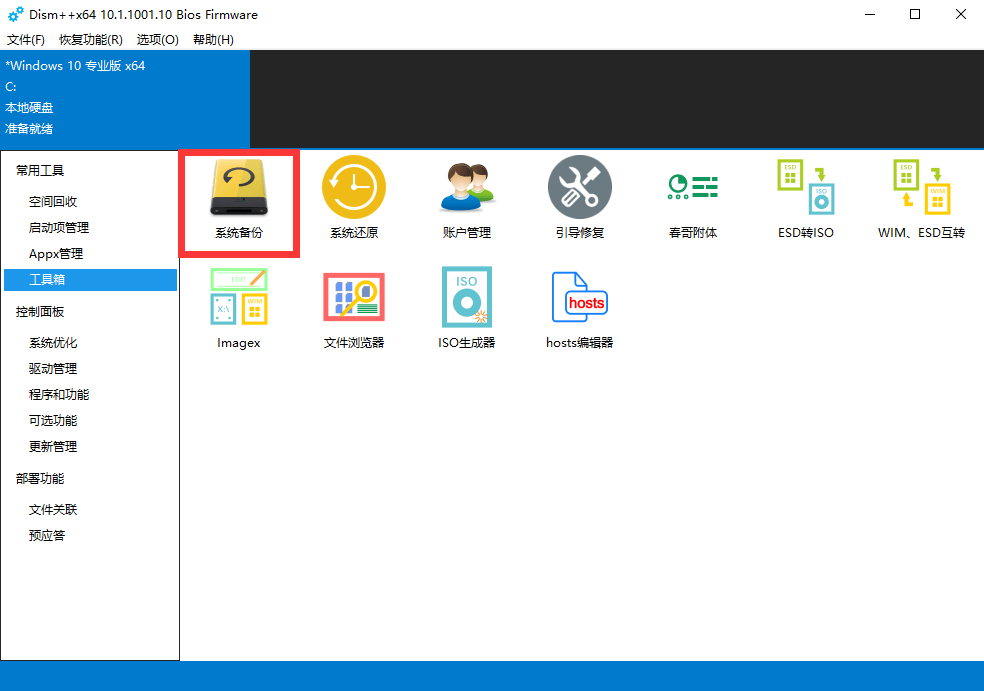 Dism++x64 10.1.1001.10 Bios Firmware
文件(F) 恢复功能(R) 选项(O) 帮助(H)
*Windows 10 专业版 x64
C:
本地硬盘
准备就绪
常用工具
空间回收
启动项管理
Appx管理
工具箱
控制面板
系统优化
驱动管理
程序和功能
可选功能
更新管理
部署功能
文件关联
预应答
ESD ISO
ESD WIM
系统备份 系统还原 账户管理 引导修复 春哥附体 ESD转ISO WIM、ESD互转
EDIT
X:\ WIM
ISO
hosts
Imagex 文件浏览器 ISO生成器 hosts编辑器